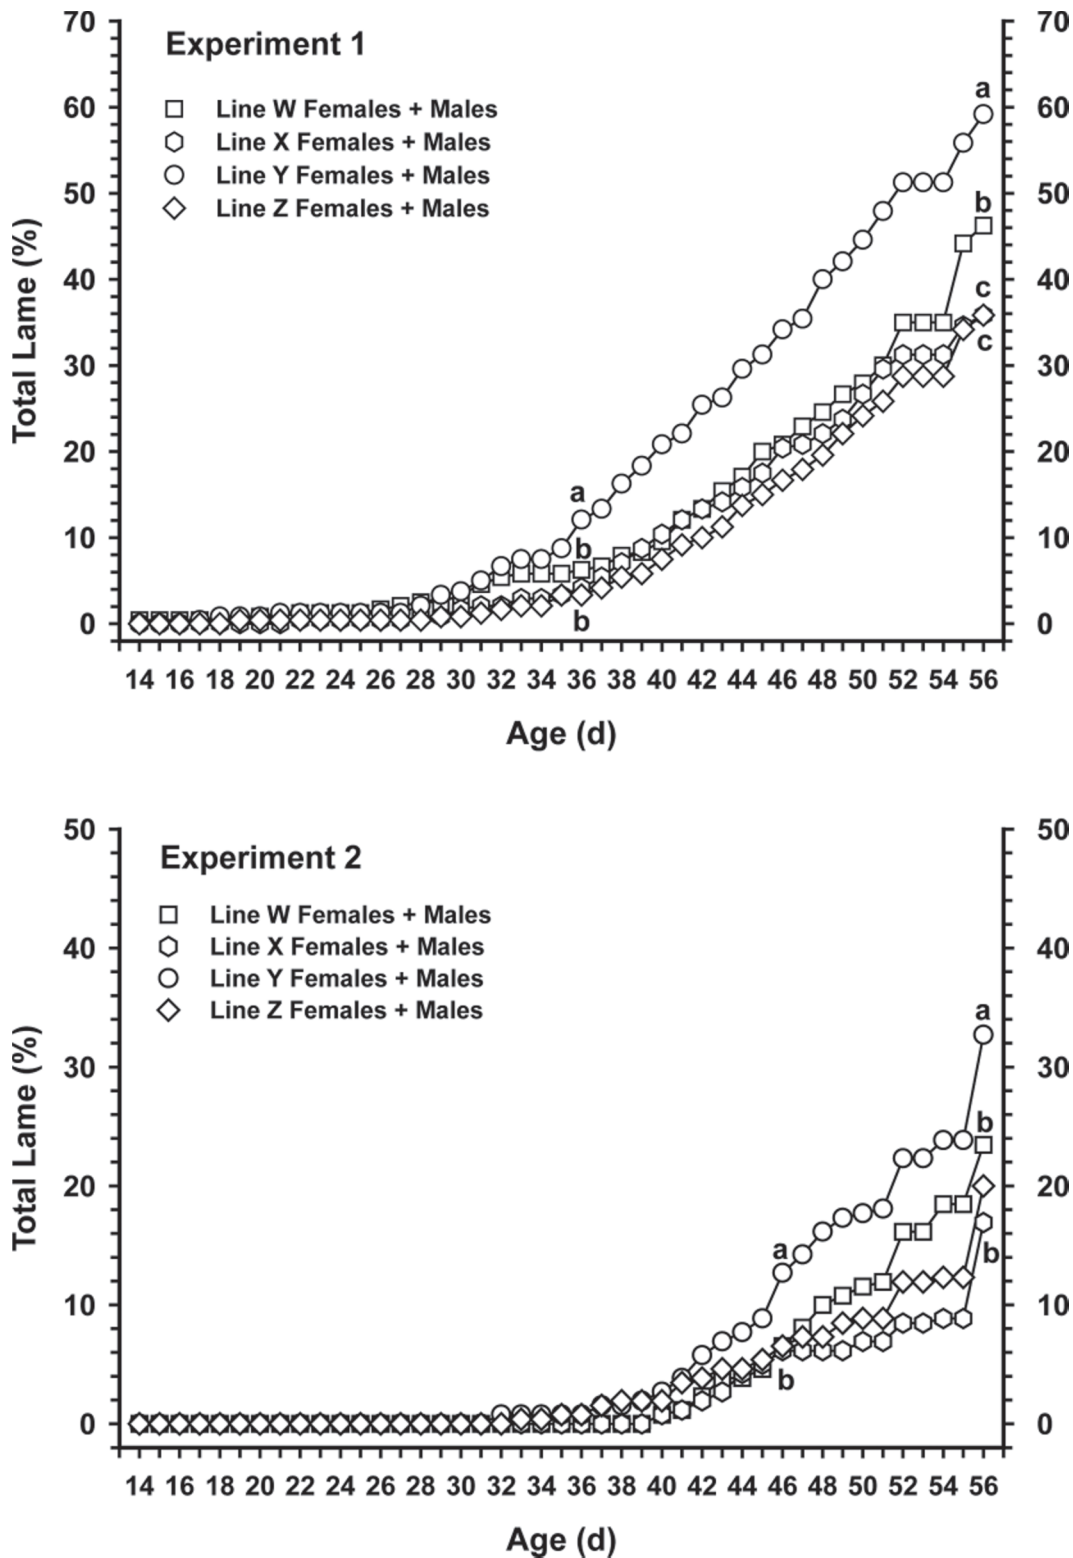 Experiment 1
Line W Females + Males
Line X Females + Males
Line Y Females + Males
Line Z Females + Males
Total Lame (%)
70
60
50
40
30
20
10
0
70
60
50
40
30
20
10
0
a
b
c
c
a
b
b
14 16 18 20 22 24 26 28 30 32 34 36 38 40 42 44 46 48 50 52 54 56
Age (d)
Experiment 2
Line W Females + Males
Line X Females + Males
Line Y Females + Males
Line Z Females + Males
Total Lame (%)
50
40
30
20
10
0
50
40
30
20
10
0
a
b
b
a
b
14 16 18 20 22 24 26 28 30 32 34 36 38 40 42 44 46 48 50 52 54 56
Age (d)